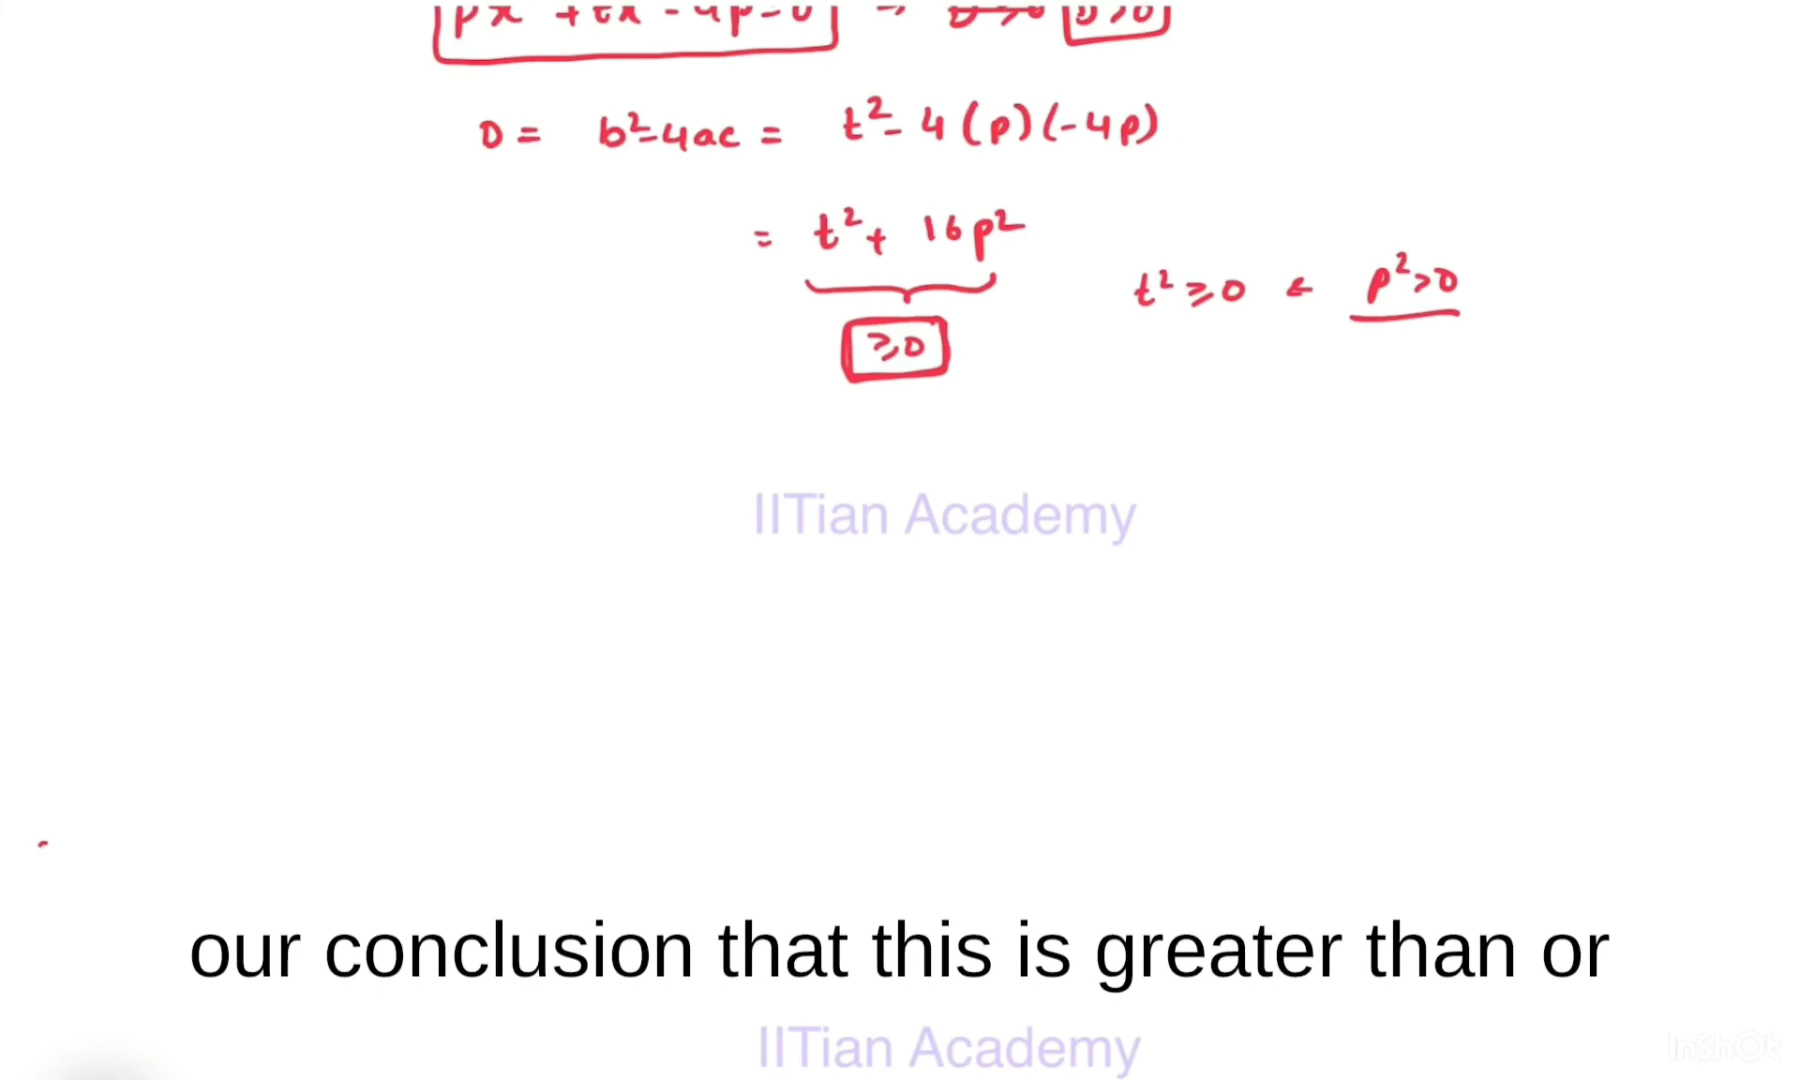 D = b²-4ac = t² - 4(p)(-4p)
= t² + 16p²
t² ≥ 0 & p² > 0
≥ 0
IITian Academy
our conclusion that this is greater than or
IITian Academy
InShOt